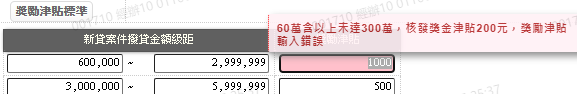 獎勵津貼標準
60萬含以上未達300萬，核發獎金津貼200元，獎勵津貼
輸入錯誤
新貸案件撥貸金額級距
600,000 ~ 2,999,999 1000
3,000,000 ~ 5,999,999 500